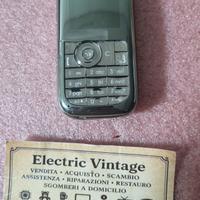 Electric Vintage
VENDITA • ACQUISTO • SCAMBIO
ASSISTENZA • RIPARAZIONI • RESTAURO
SGOMBERI A DOMICILIO